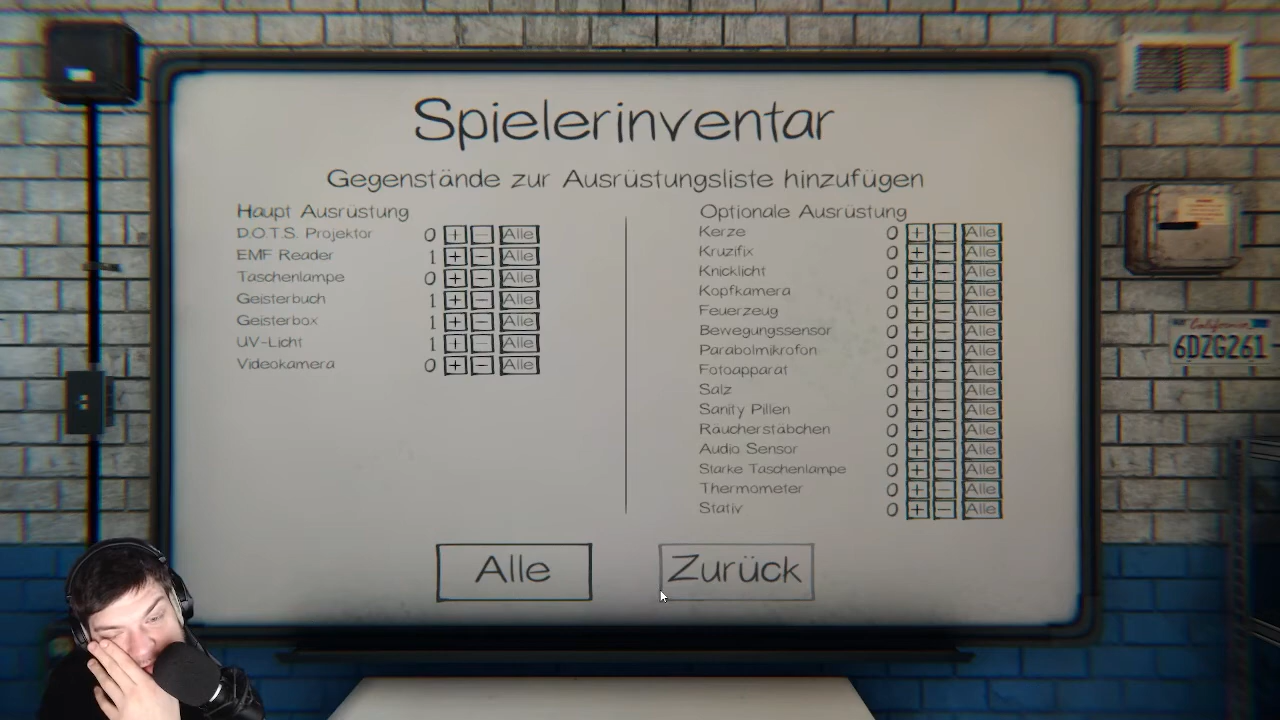 Spielerinventar
Gegenstände zur Ausrüstungsliste hinzufügen
Haupt Ausrüstung
D.O.T.S. Projektor 0 + - Alle
EMF Reader 1 + - Alle
Taschenlampe 0 + - Alle
Geisterbuch 1 + - Alle
Geisterbox 1 + - Alle
UV-Licht 1 + - Alle
Videokamera 0 + - Alle
Optionale Ausrüstung
Kerze 0 + - Alle
Kruzifix 0 + - Alle
Knicklicht 0 + - Alle
Kopfkamera 0 + - Alle
Feuerzeug 0 + - Alle
Bewegungssensor 0 + - Alle
Parabolmikrofon 0 + - Alle
Fotoapparat 0 + - Alle
Salz 0 + - Alle
Sanity Pillen 0 + - Alle
Räucherstäbchen 0 + - Alle
Audio Sensor 0 + - Alle
Starke Taschenlampe 0 + - Alle
Thermometer 0 + - Alle
Stativ 0 + - Alle
Alle
Zurück
California
6DZG261